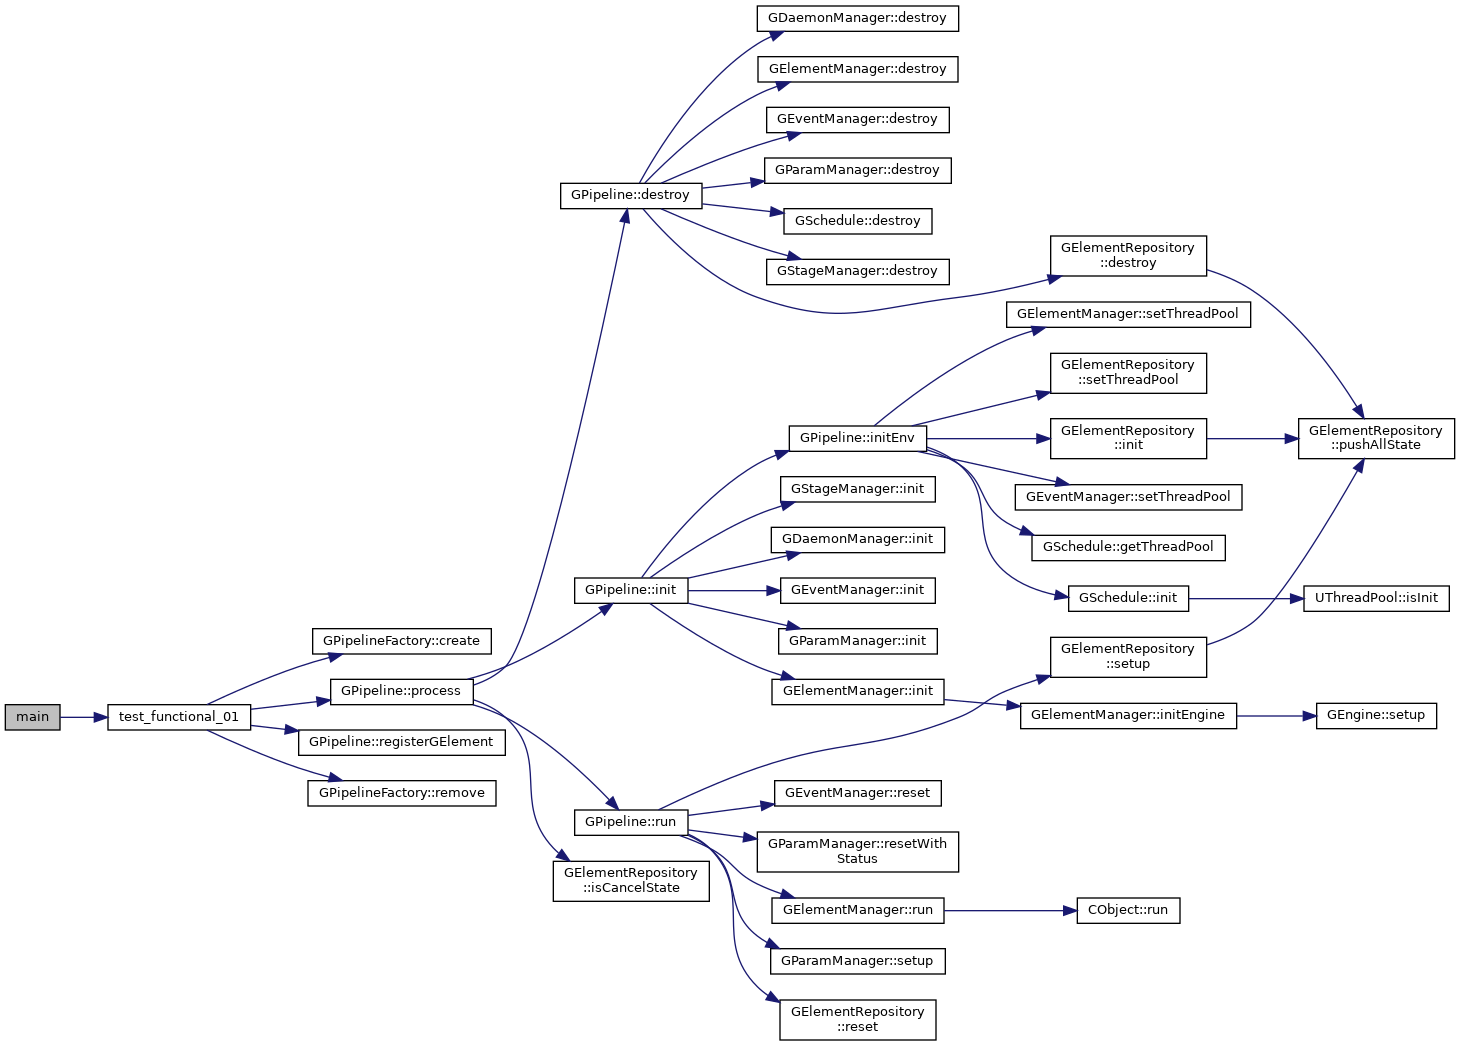 GDaemonManager::destroy
GElementManager::destroy
GEventManager::destroy
GParamManager::destroy
GPipeline::destroy
GSchedule::destroy
GElementRepository
::destroy
GStageManager::destroy
GElementManager::setThreadPool
GElementRepository
::setThreadPool
GPipeline::initEnv
GElementRepository
::init
GElementRepository
::pushAllState
GStageManager::init
GEventManager::setThreadPool
GDaemonManager::init
GSchedule::getThreadPool
GPipeline::init
GEventManager::init
GSchedule::init
UThreadPool::isInit
GPipelineFactory::create
GParamManager::init
GElementRepository
::setup
GPipeline::process
GElementManager::init
main
test_functional_01
GElementManager::initEngine
GEngine::setup
GPipeline::registerGElement
GPipelineFactory::remove
GEventManager::reset
GPipeline::run
GParamManager::resetWith
Status
GElementRepository
::isCancelState
GElementManager::run
CObject::run
GParamManager::setup
GElementRepository
::reset